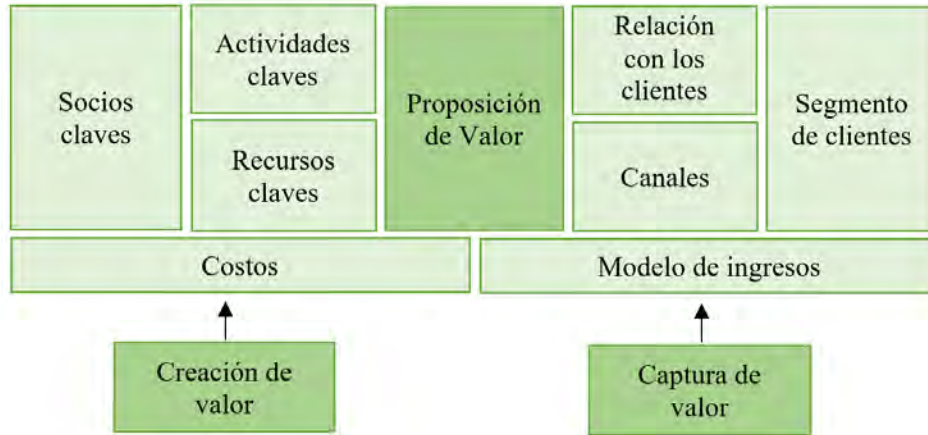 Socios
claves
Actividades
claves
Recursos
claves
Proposición
de Valor
Relación
con los
clientes
Canales
Segmento
de clientes
Costos
Modelo de ingresos
Creación de
valor
Captura de
valor